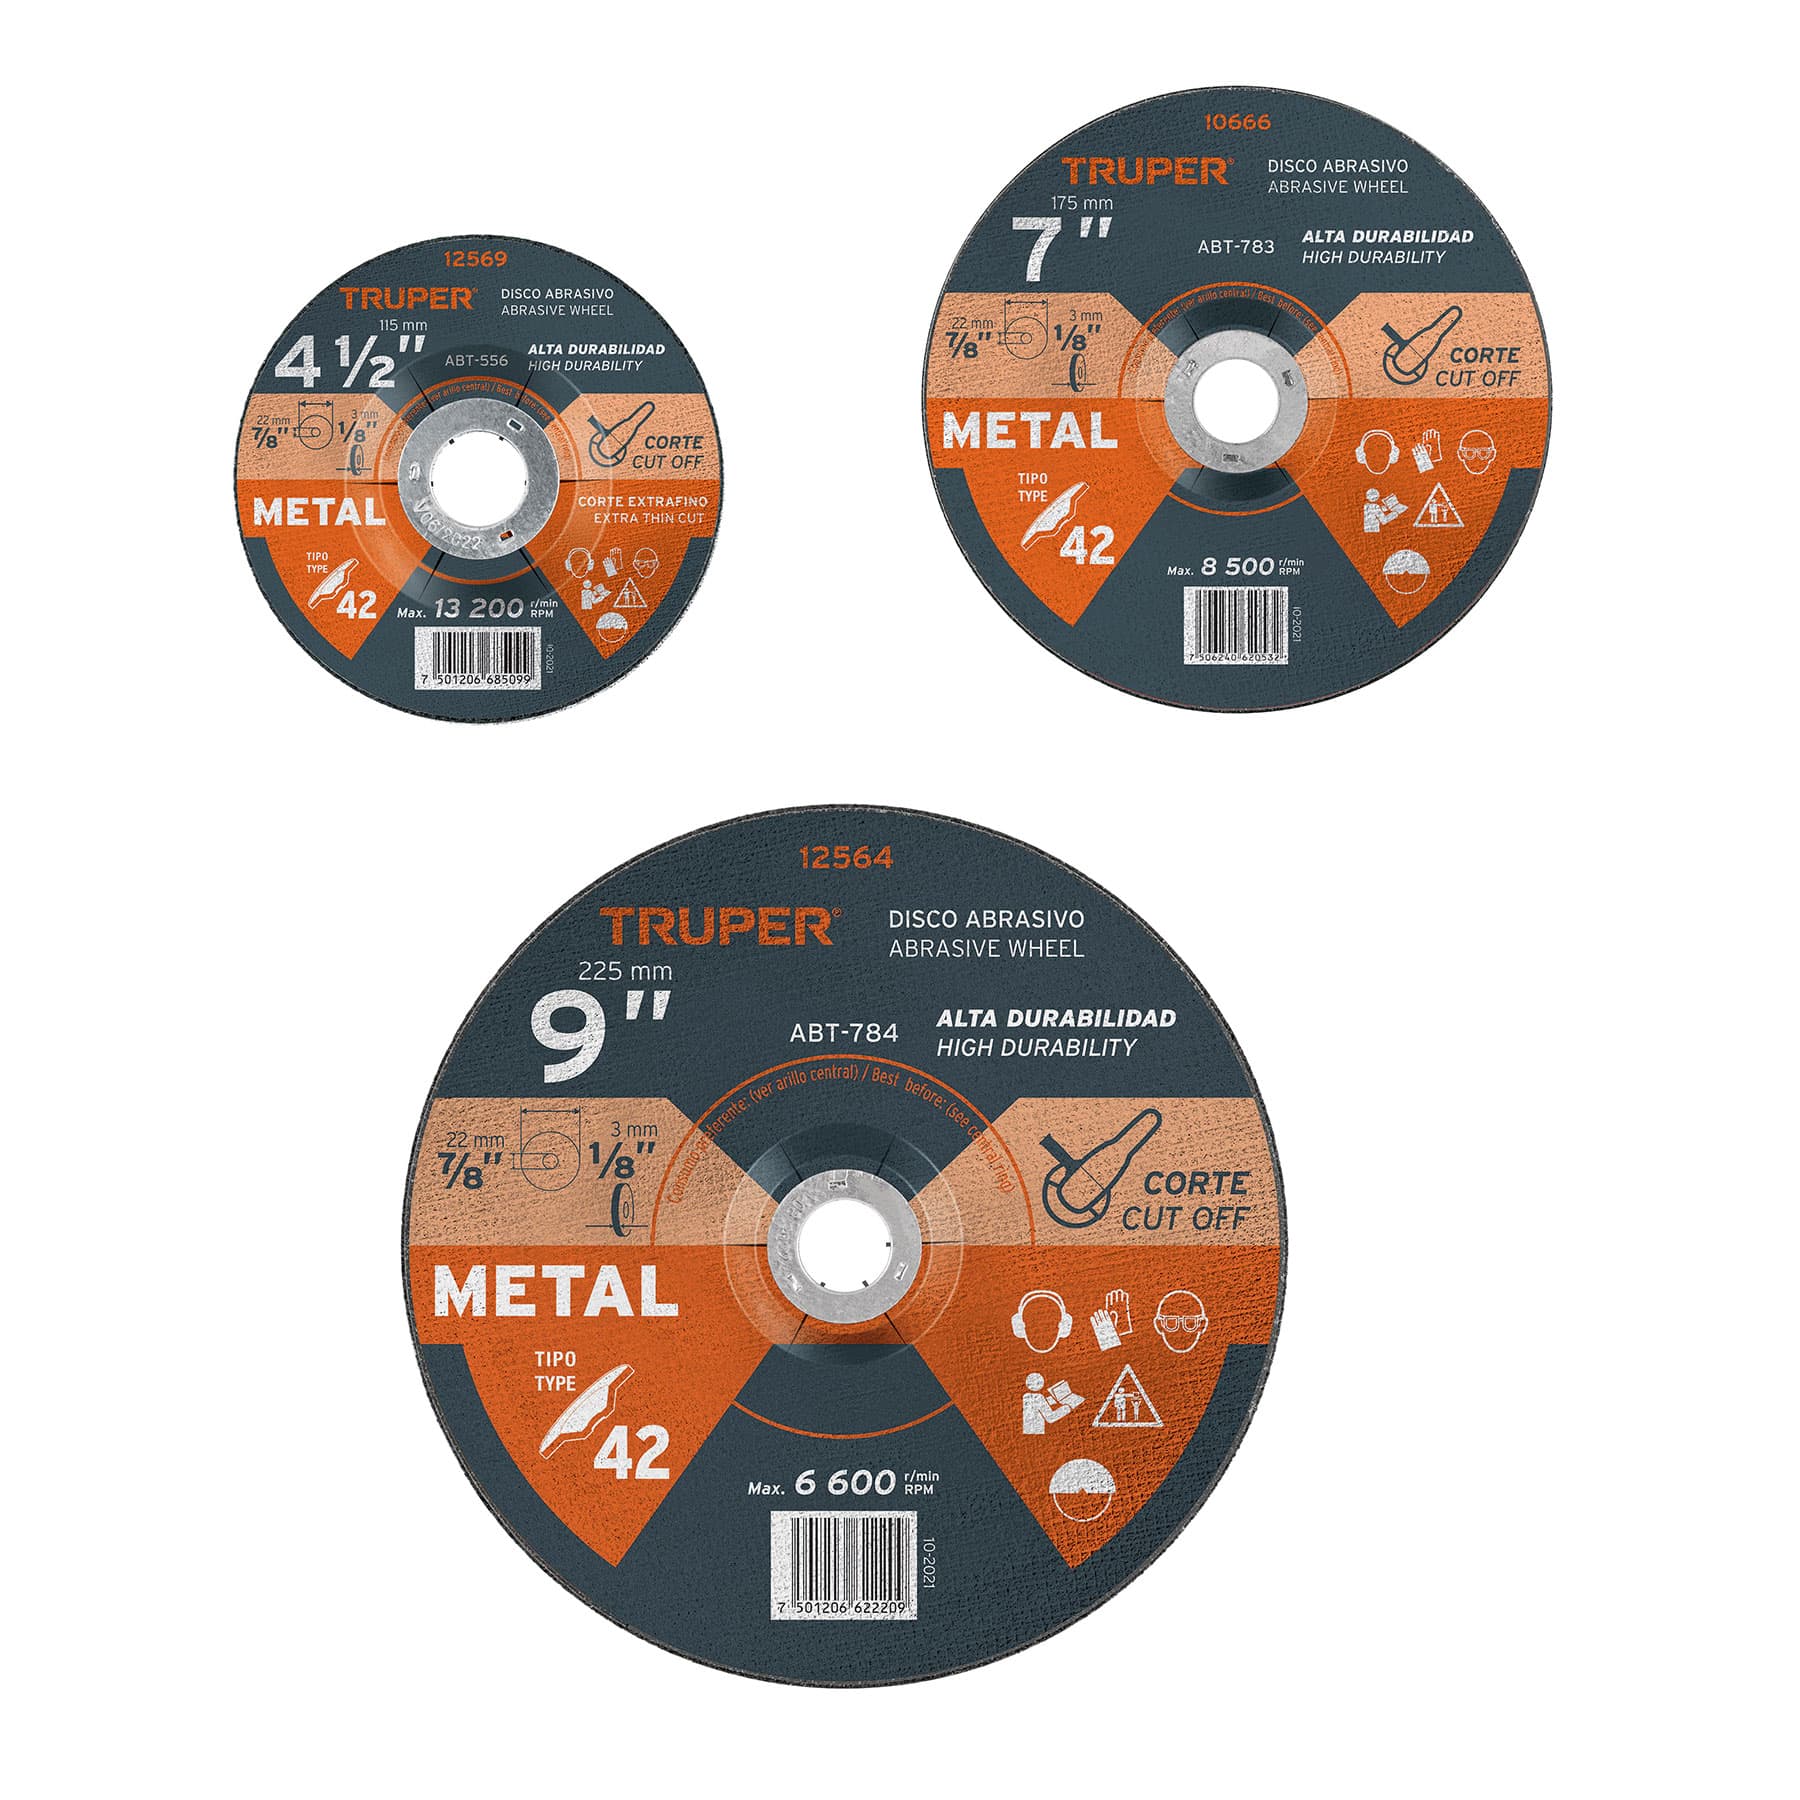 12569
TRUPER®
DISCO ABRASIVO
ABRASIVE WHEEL
115 mm
4 1/2"
ABT-556
ALTA DURABILIDAD
HIGH DURABILITY
(ver arillo central) / Best before: (see
22 mm
7/8"
3 mm
1/8"
CORTE
CUT OFF
METAL
CORTE EXTRAFINO
EXTRA THIN CUT
V06/2022
TIPO
TYPE
42
Max. 13 200 r/min
RPM
10-2021
7 501206 685099
10666
TRUPER®
DISCO ABRASIVO
ABRASIVE WHEEL
175 mm
7"
ABT-783
ALTA DURABILIDAD
HIGH DURABILITY
(ver arillo central) / Best before: (see
22 mm
7/8"
3 mm
1/8"
CORTE
CUT OFF
METAL
TIPO
TYPE
42
Max. 8 500 r/min
RPM
10-2021
7 506240 620532
12564
TRUPER®
DISCO ABRASIVO
ABRASIVE WHEEL
225 mm
9"
ABT-784
ALTA DURABILIDAD
HIGH DURABILITY
(ver arillo central) / Best before: (see central ring)
22 mm
7/8"
3 mm
1/8"
CORTE
CUT OFF
METAL
TIPO
TYPE
42
Max. 6 600 r/min
RPM
10-2021
7 501206 622209